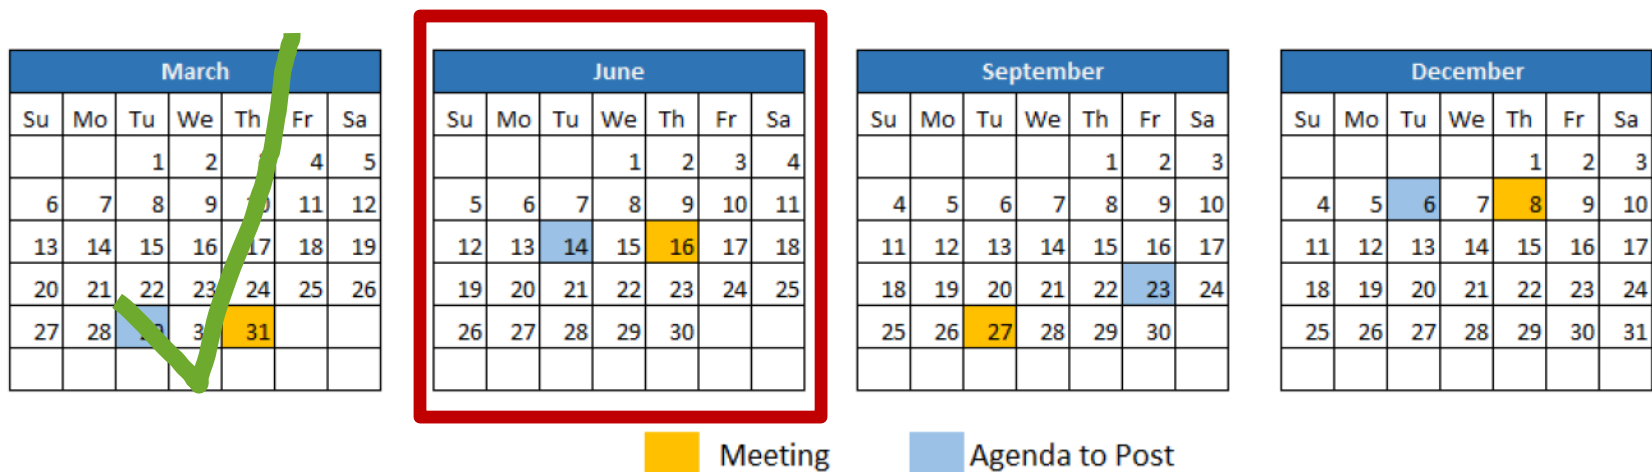 March
Su Mo Tu We Th Fr Sa
1 2 3 4 5
6 7 8 9 10 11 12
13 14 15 16 17 18 19
20 21 22 23 24 25 26
27 28 29 30 31
June
Su Mo Tu We Th Fr Sa
1 2 3 4
5 6 7 8 9 10 11
12 13 14 15 16 17 18
19 20 21 22 23 24 25
26 27 28 29 30
September
Su Mo Tu We Th Fr Sa
1 2 3
4 5 6 7 8 9 10
11 12 13 14 15 16 17
18 19 20 21 22 23 24
25 26 27 28 29 30
December
Su Mo Tu We Th Fr Sa
1 2 3
4 5 6 7 8 9 10
11 12 13 14 15 16 17
18 19 20 21 22 23 24
25 26 27 28 29 30 31
Meeting
Agenda to Post